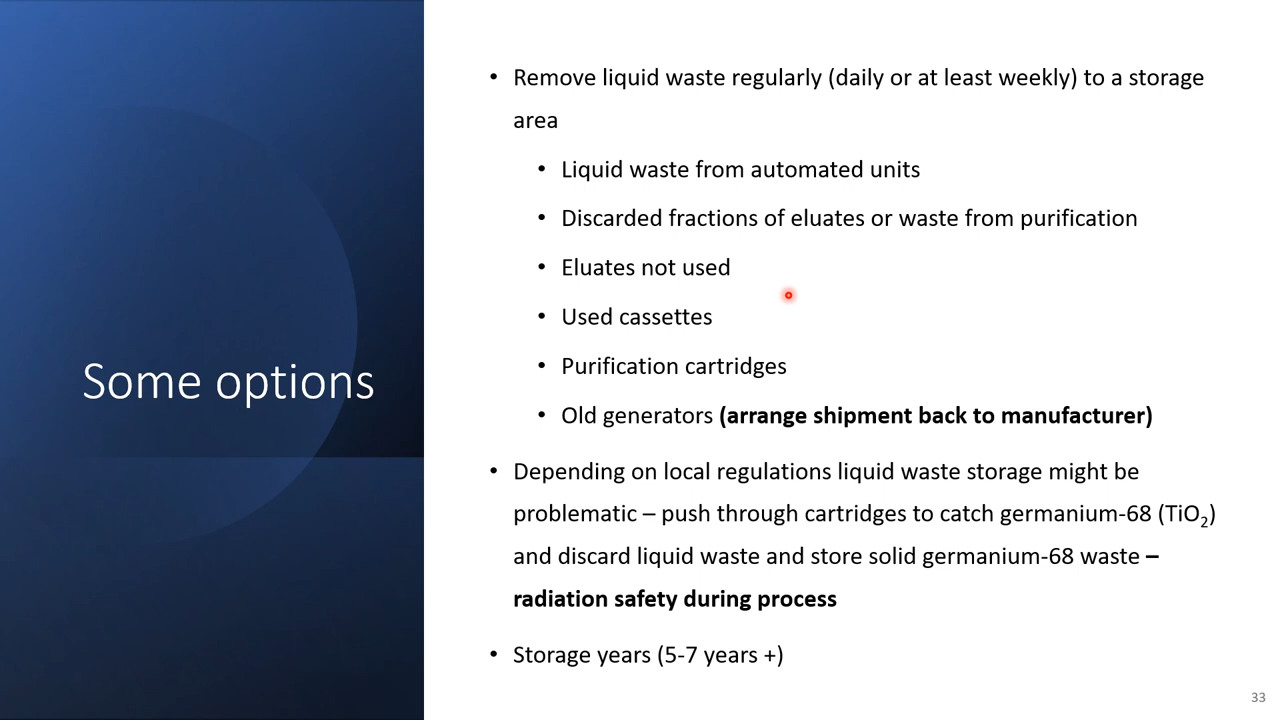 Some options
• Remove liquid waste regularly (daily or at least weekly) to a storage
area
• Liquid waste from automated units
• Discarded fractions of eluates or waste from purification
• Eluates not used
• Used cassettes
• Purification cartridges
• Old generators (arrange shipment back to manufacturer)
• Depending on local regulations liquid waste storage might be
problematic – push through cartridges to catch germanium-68 (TiO₂)
and discard liquid waste and store solid germanium-68 waste –
radiation safety during process
• Storage years (5-7 years +)
33